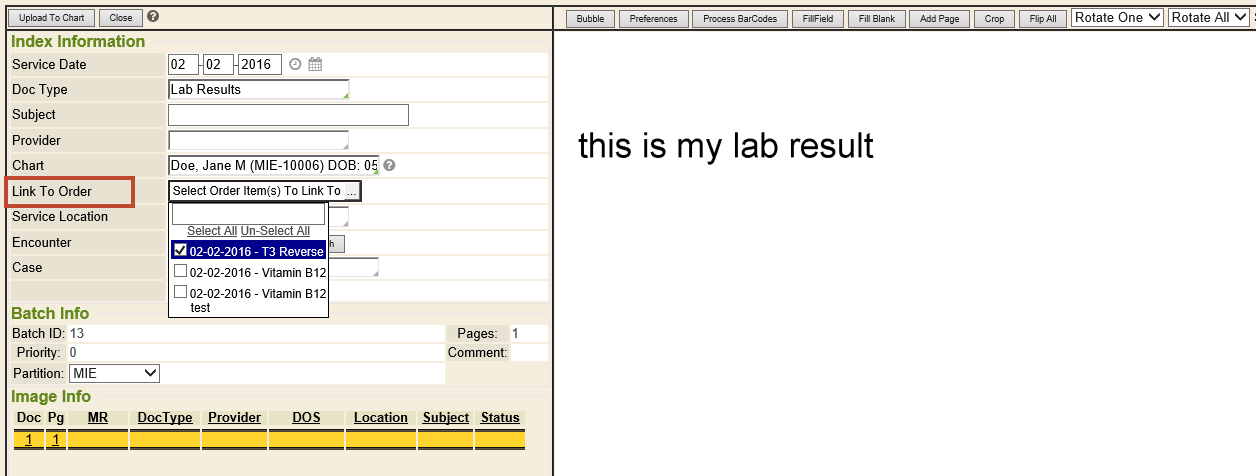 Upload To Chart Close ?
Bubble Preferences Process BarCodes FillField Fill Blank Add Page Crop Flip All Rotate One Rotate All
Index Information
Service Date 02 - 02 - 2016
Doc Type Lab Results
Subject
Provider
Chart Doe, Jane M (MIE-10006) DOB: 05 ?
Link To Order Select Order Item(s) To Link To ...
Service Location
Select All Un-Select All
Encounter
02-02-2016 - T3 Reverse
Case
02-02-2016 - Vitamin B12
02-02-2016 - Vitamin B12
test
Batch Info
Batch ID: 13 Pages: 1
Priority: 0 Comment:
Partition: MIE
Image Info
Doc Pg MR DocType Provider DOS Location Subject Status
1 1
this is my lab result